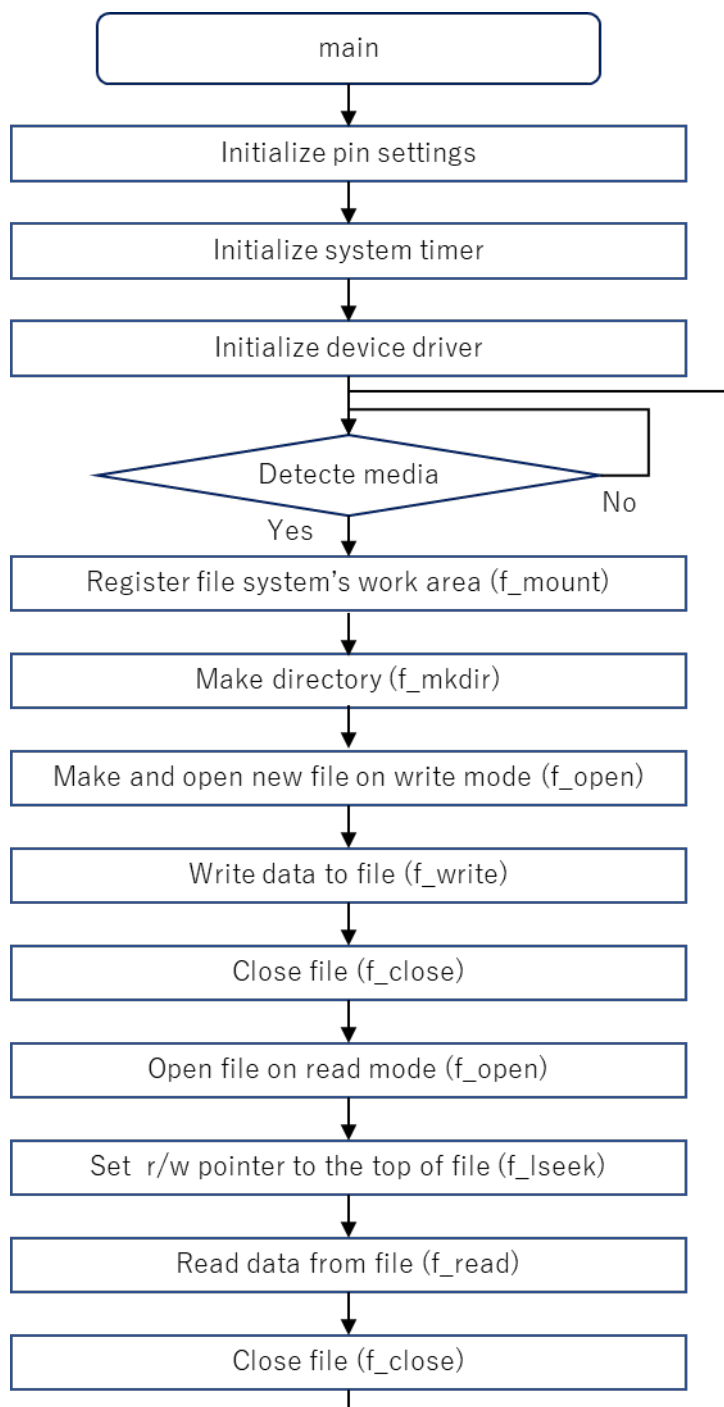 main
Initialize pin settings
Initialize system timer
Initialize device driver
Detecte media
No
Yes
Register file system’s work area (f_mount)
Make directory (f_mkdir)
Make and open new file on write mode (f_open)
Write data to file (f_write)
Close file (f_close)
Open file on read mode (f_open)
Set  r/w pointer to the top of file (f_lseek)
Read data from file (f_read)
Close file (f_close)